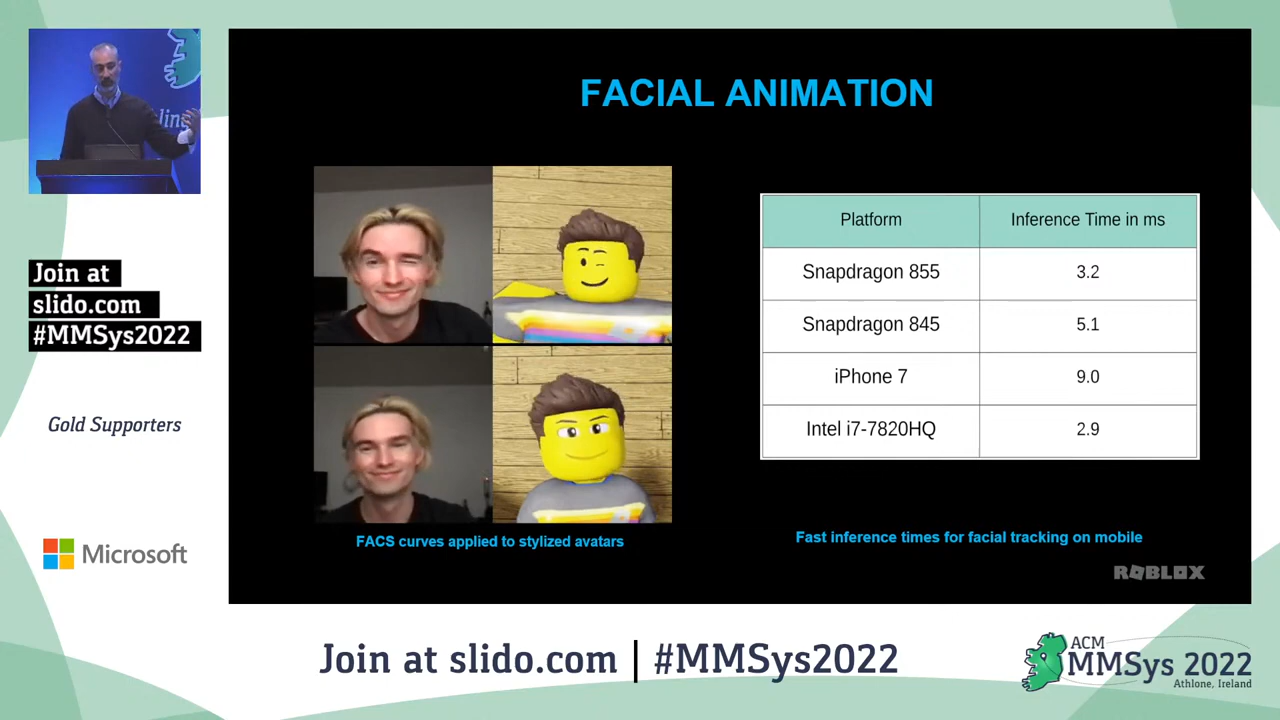 FACIAL ANIMATION
Join at
slido.com
#MMSys2022
Gold Supporters
Microsoft
Platform
Inference Time in ms
Snapdragon 855
3.2
Snapdragon 845
5.1
iPhone 7
9.0
Intel i7-7820HQ
2.9
FACS curves applied to stylized avatars
Fast inference times for facial tracking on mobile
ROBLOX
Join at slido.com | #MMSys2022
ACM
MMSys 2022
Athlone, Ireland